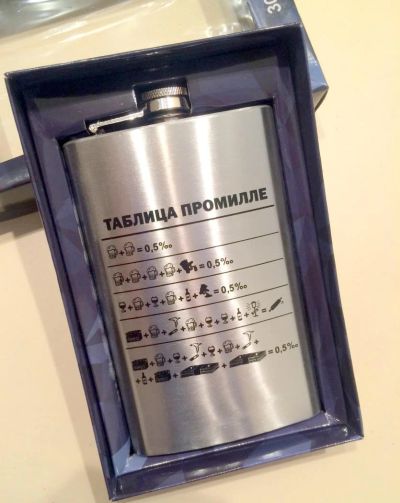 ТАБЛИЦА ПРОМИЛЛЕ
+ = 0,5‰
+ + + + = 0,5‰
+ + + + + = 0,5‰
+ + + + + + + + =
+ + + + + + +
+ + + + + = 0,5‰